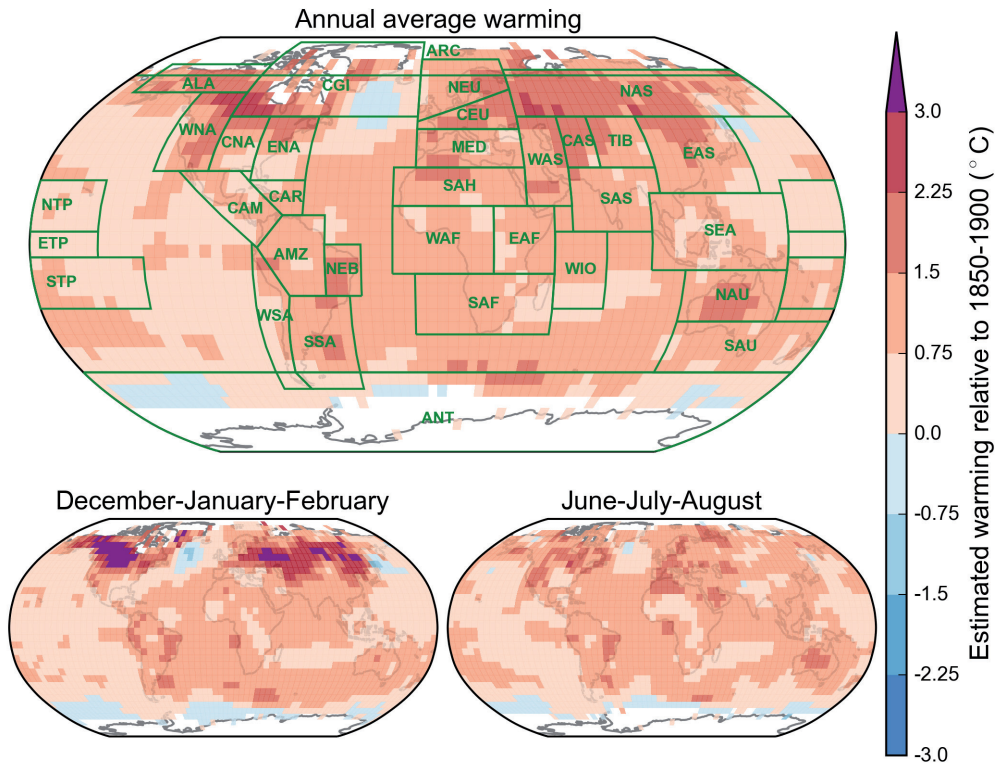 Annual average warming
ARC
ALA
CGI
NEU
NAS
CEU
WNA
CNA
ENA
MED
WAS
CAS
TIB
EAS
SAH
SAS
NTP
CAM
CAR
ETP
AMZ
WAF
EAF
SEA
STP
NEB
WIO
NAU
WSA
SAF
SSA
SAU
ANT
December-January-February
June-July-August
3.0
2.25
1.5
0.75
0.0
-0.75
-1.5
-2.25
-3.0
Estimated warming relative to 1850-1900 (°C)